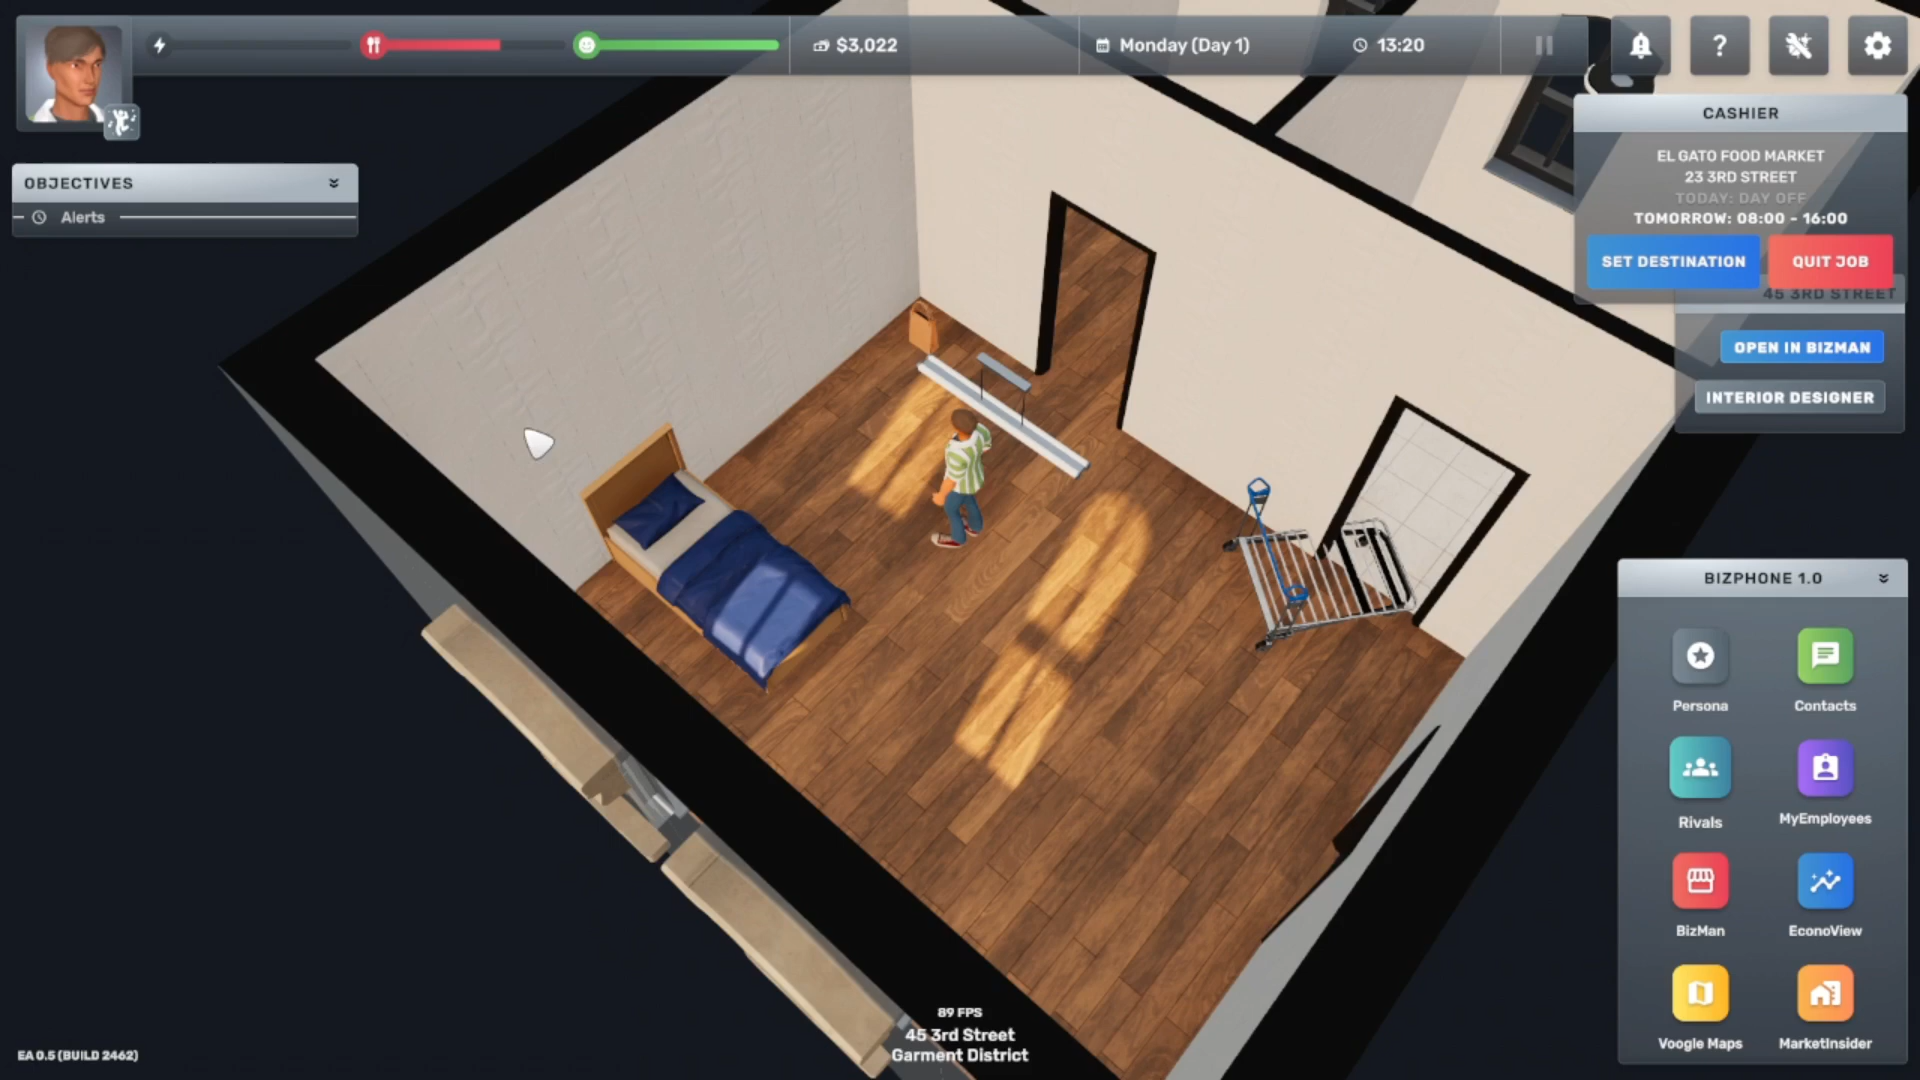 $3,022
Monday (Day 1)
13:20
?
OBJECTIVES
Alerts
CASHIER
EL GATO FOOD MARKET
23 3RD STREET
TODAY: DAY OFF
TOMORROW: 08:00 - 16:00
SET DESTINATION
QUIT JOB
45 3RD STREET
OPEN IN BIZMAN
INTERIOR DESIGNER
BIZPHONE 1.0
Persona
Contacts
Rivals
MyEmployees
BizMan
EconoView
Voogle Maps
MarketInsider
89 FPS
45 3rd Street
Garment District
EA 0.5 (BUILD 2462)